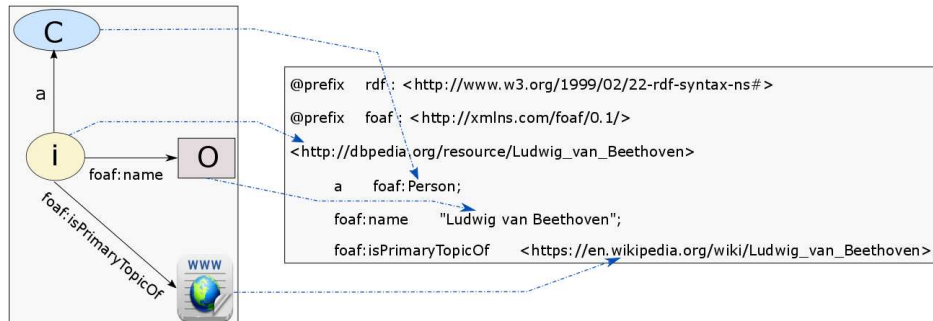 C
a
i
foaf:name
O
foaf:isPrimaryTopicOf
WWW
@prefix rdf : <http://www.w3.org/1999/02/22-rdf-syntax-ns#>
@prefix foaf : <http://xmlns.com/foaf/0.1/>
<http://dbpedia.org/resource/Ludwig_van_Beethoven>
a foaf:Person;
foaf:name "Ludwig van Beethoven";
foaf:isPrimaryTopicOf <https://en.wikipedia.org/wiki/Ludwig_van_Beethoven>